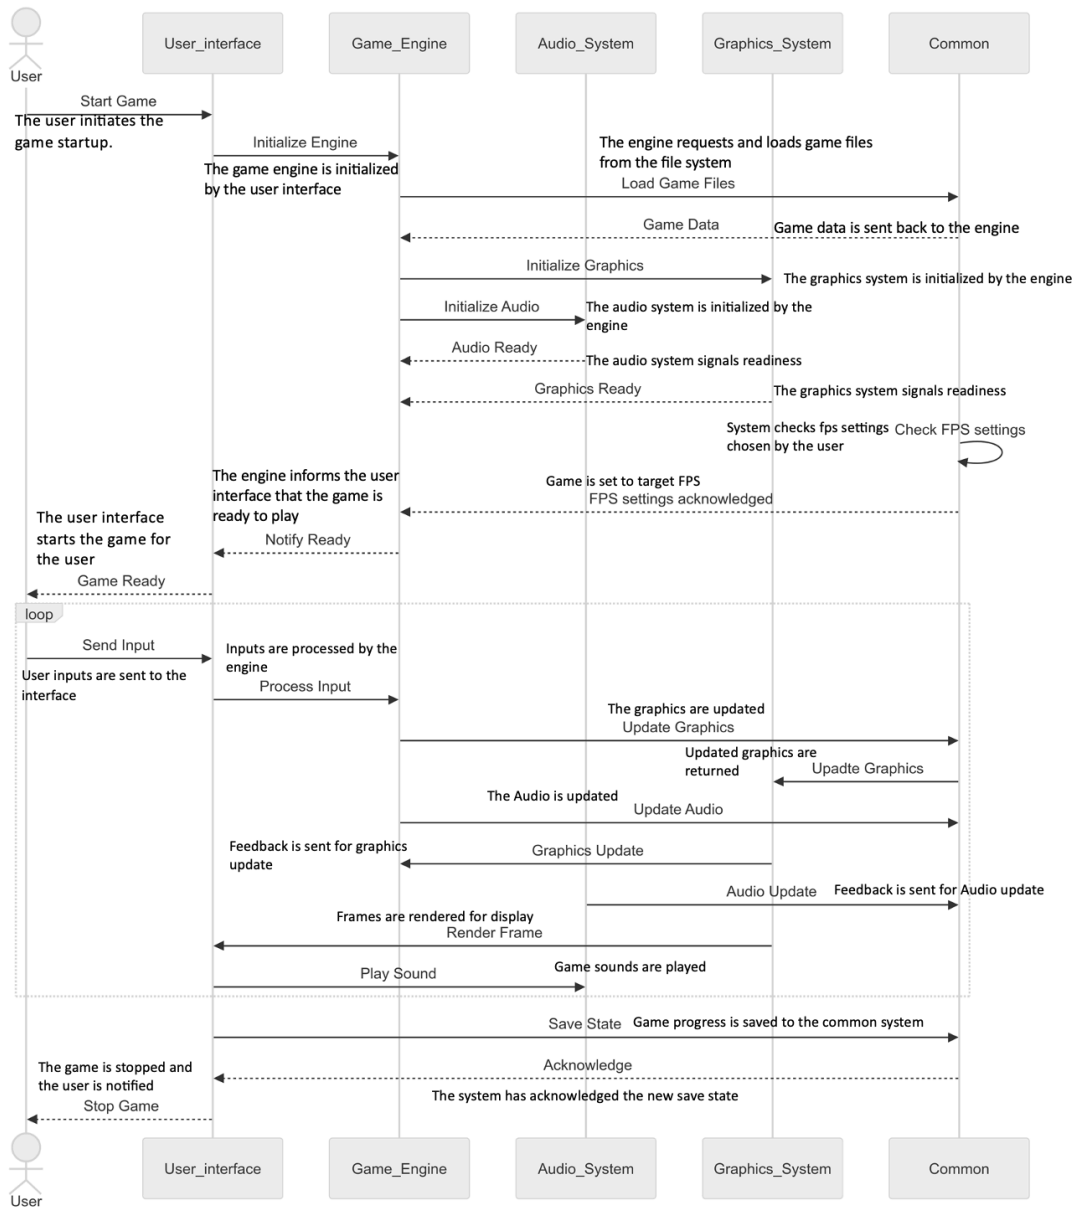 User_interface
Game_Engine
Audio_System
Graphics_System
Common
User
Start Game
The user initiates the
game startup.
Initialize Engine
The game engine is initialized
by the user interface
The engine requests and loads game files
from the file system
Load Game Files
Game Data
Game data is sent back to the engine
Initialize Graphics
The graphics system is initialized by the engine
Initialize Audio
The audio system is initialized by the
engine
Audio Ready
The audio system signals readiness
Graphics Ready
The graphics system signals readiness
System checks fps settings
chosen by the user
Check FPS settings
Game is set to target FPS
FPS settings acknowledged
The engine informs the user
interface that the game is
ready to play
Notify Ready
The user interface
starts the game for
the user
Game Ready
loop
Send Input
User inputs are sent to the
interface
Inputs are processed by the
engine
Process Input
The graphics are updated
Update Graphics
Updated graphics are
returned
Upadte Graphics
The Audio is updated
Update Audio
Feedback is sent for graphics
update
Graphics Update
Audio Update
Feedback is sent for Audio update
Frames are rendered for display
Render Frame
Play Sound
Game sounds are played
Save State
Game progress is saved to the common system
Acknowledge
The system has acknowledged the new save state
The game is stopped and
the user is notified
Stop Game
User_interface
Game_Engine
Audio_System
Graphics_System
Common
User